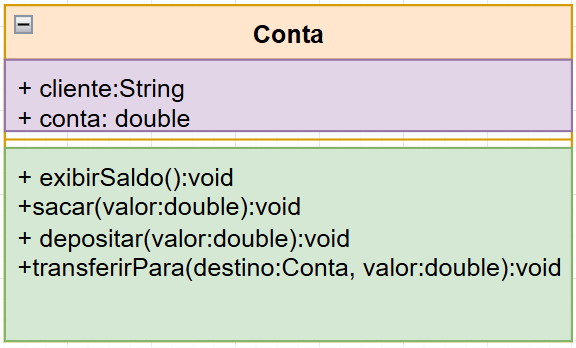 Conta
+ cliente:String
+ conta: double
+ exibirSaldo():void
+sacar(valor:double):void
+ depositar(valor:double):void
+transferirPara(destino:Conta, valor:double):void